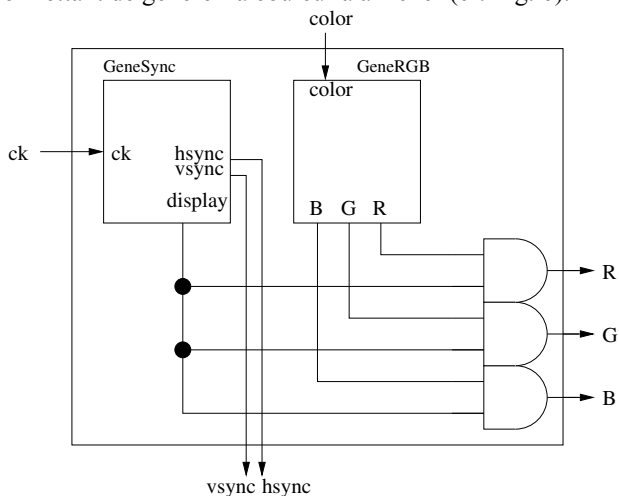 color
GeneSync
GeneRGB
color
ck
ck
hsync
vsync
display
B G R
R
G
B
vsync hsync